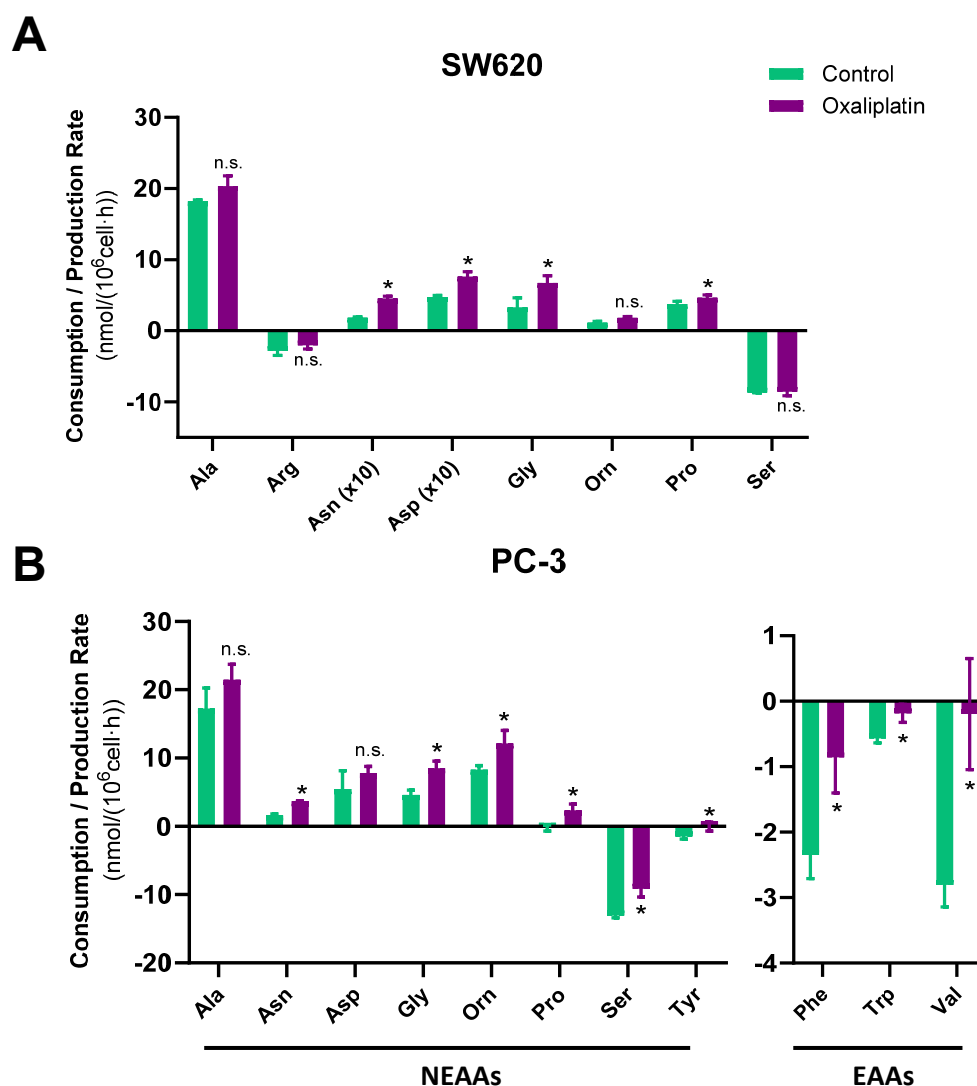 A
SW620
Control
Oxaliplatin
Consumption / Production Rate
(nmol/(10⁶cell·h))
30
20
10
0
-10
n.s.
n.s.
*
*
*
n.s.
*
n.s.
Ala
Arg
Asn (x10)
Asp (x10)
Gly
Orn
Pro
Ser
B
PC-3
Consumption / Production Rate
(nmol/(10⁶cell·h))
30
20
10
0
-10
-20
n.s.
*
n.s.
*
*
*
*
*
Ala
Asn
Asp
Gly
Orn
Pro
Ser
Tyr
NEAAs
1
0
-1
-2
-3
-4
*
*
*
Phe
Trp
Val
EAAs